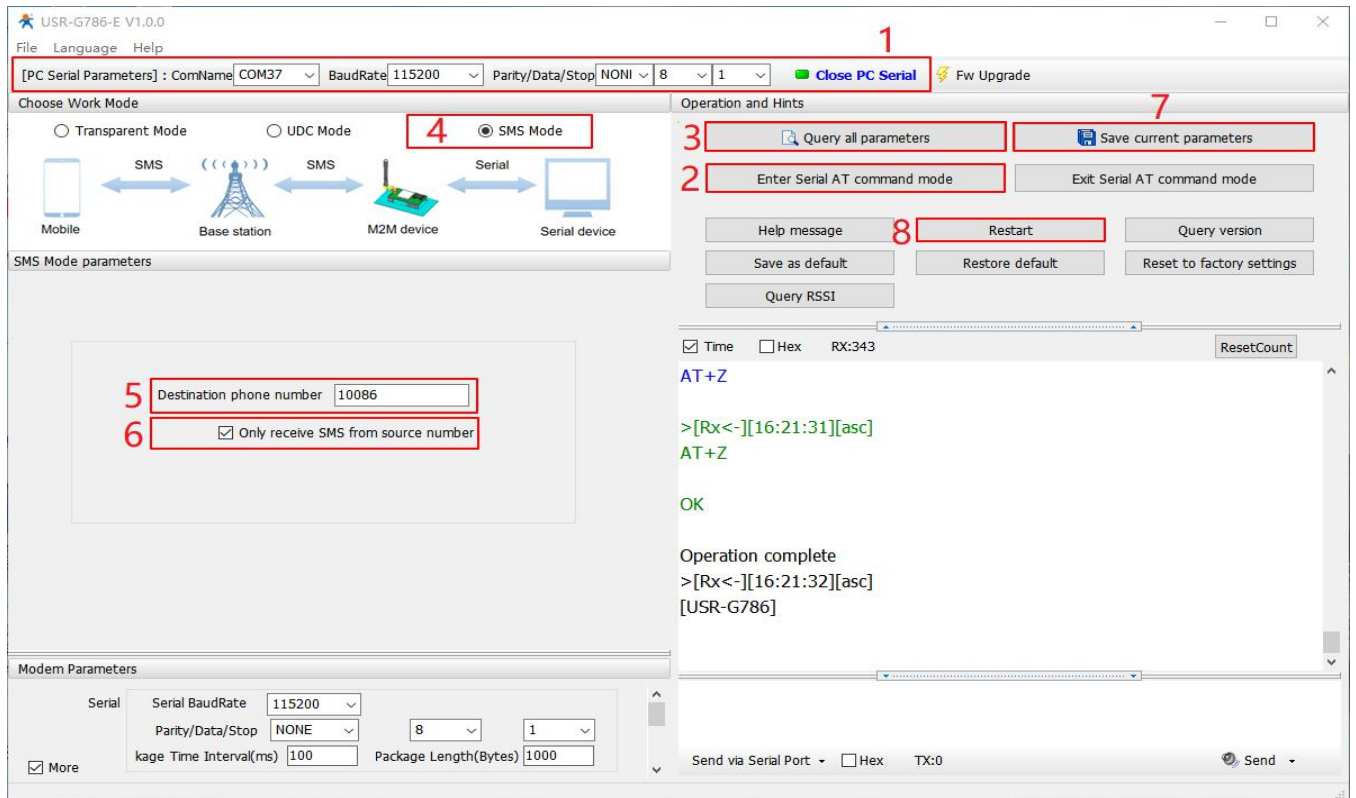 USR-G786-E V1.0.0
File Language Help
1
[PC Serial Parameters] : ComName COM37 BaudRate 115200 Parity/Data/Stop NONI 8 1 Close PC Serial Fw Upgrade
Choose Work Mode
Transparent Mode UDC Mode 4 SMS Mode
SMS SMS Serial
Mobile Base station M2M device Serial device
SMS Mode parameters
5 Destination phone number 10086
6 Only receive SMS from source number
Modem Parameters
Serial Serial BaudRate 115200
Parity/Data/Stop NONE 8 1
kage Time Interval(ms) 100 Package Length(Bytes) 1000
More
Operation and Hints
7
3 Query all parameters Save current parameters
2 Enter Serial AT command mode Exit Serial AT command mode
Help message 8 Restart Query version
Save as default Restore default Reset to factory settings
Query RSSI
Time Hex RX:343 ResetCount
AT+Z
>[Rx<-][16:21:31][asc]
AT+Z
OK
Operation complete
>[Rx<-][16:21:32][asc]
[USR-G786]
Send via Serial Port Hex TX:0 Send